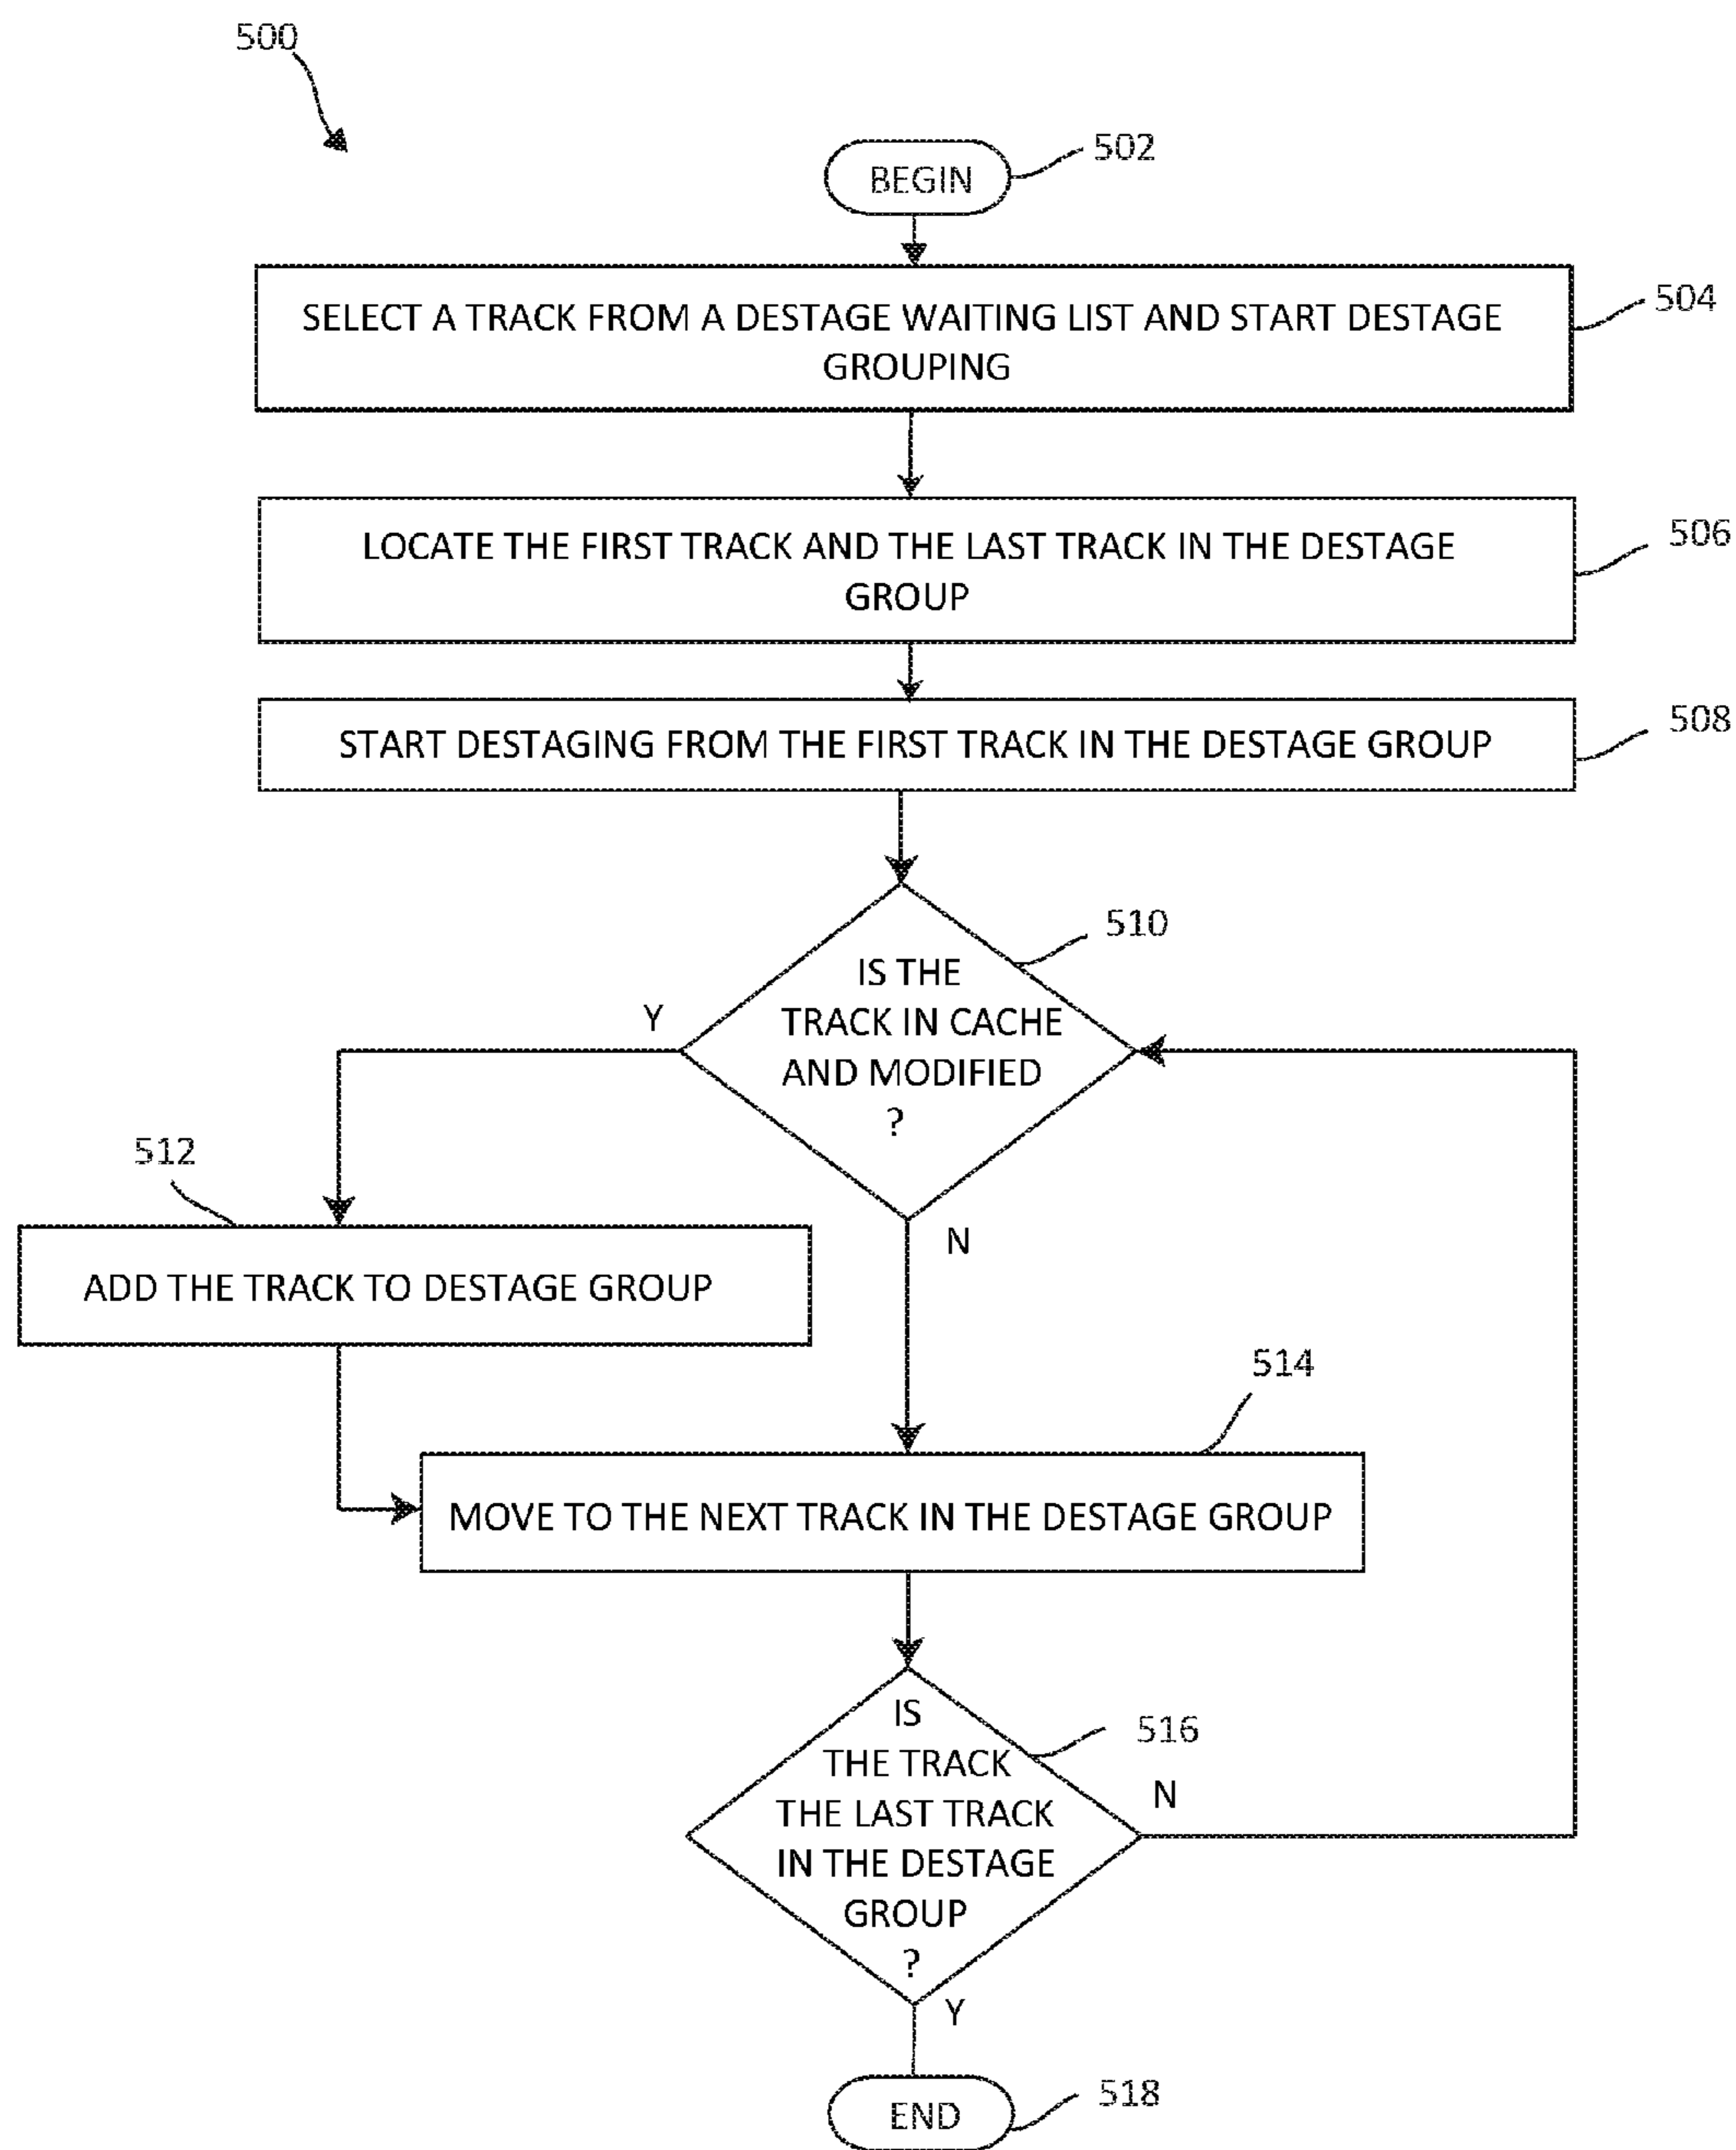 500
BEGIN
502
SELECT A TRACK FROM A DESTAGE WAITING LIST AND START DESTAGE
GROUPING
504
LOCATE THE FIRST TRACK AND THE LAST TRACK IN THE DESTAGE
GROUP
506
START DESTAGING FROM THE FIRST TRACK IN THE DESTAGE GROUP
508
510
IS THE
TRACK IN CACHE
AND MODIFIED
?
Y
N
512
ADD THE TRACK TO DESTAGE GROUP
514
MOVE TO THE NEXT TRACK IN THE DESTAGE GROUP
IS
THE TRACK
THE LAST TRACK
IN THE DESTAGE
GROUP
?
516
N
Y
END
518